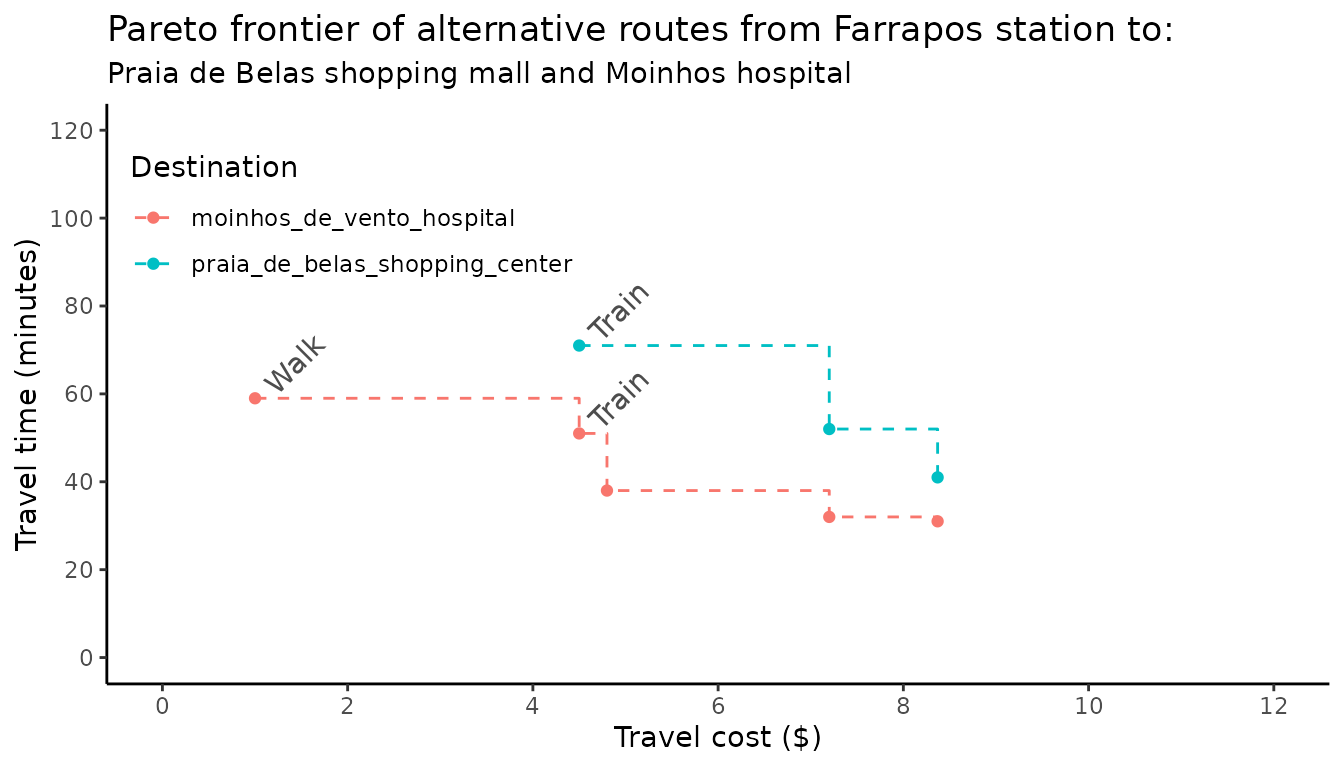 Pareto frontier of alternative routes from Farrapos station to:
Praia de Belas shopping mall and Moinhos hospital
Travel time (minutes)
120
100
80
60
40
20
0
Destination
moinhos_de_vento_hospital
praia_de_belas_shopping_center
Train
Walk
Train
0 2 4 6 8 10 12
Travel cost ($)